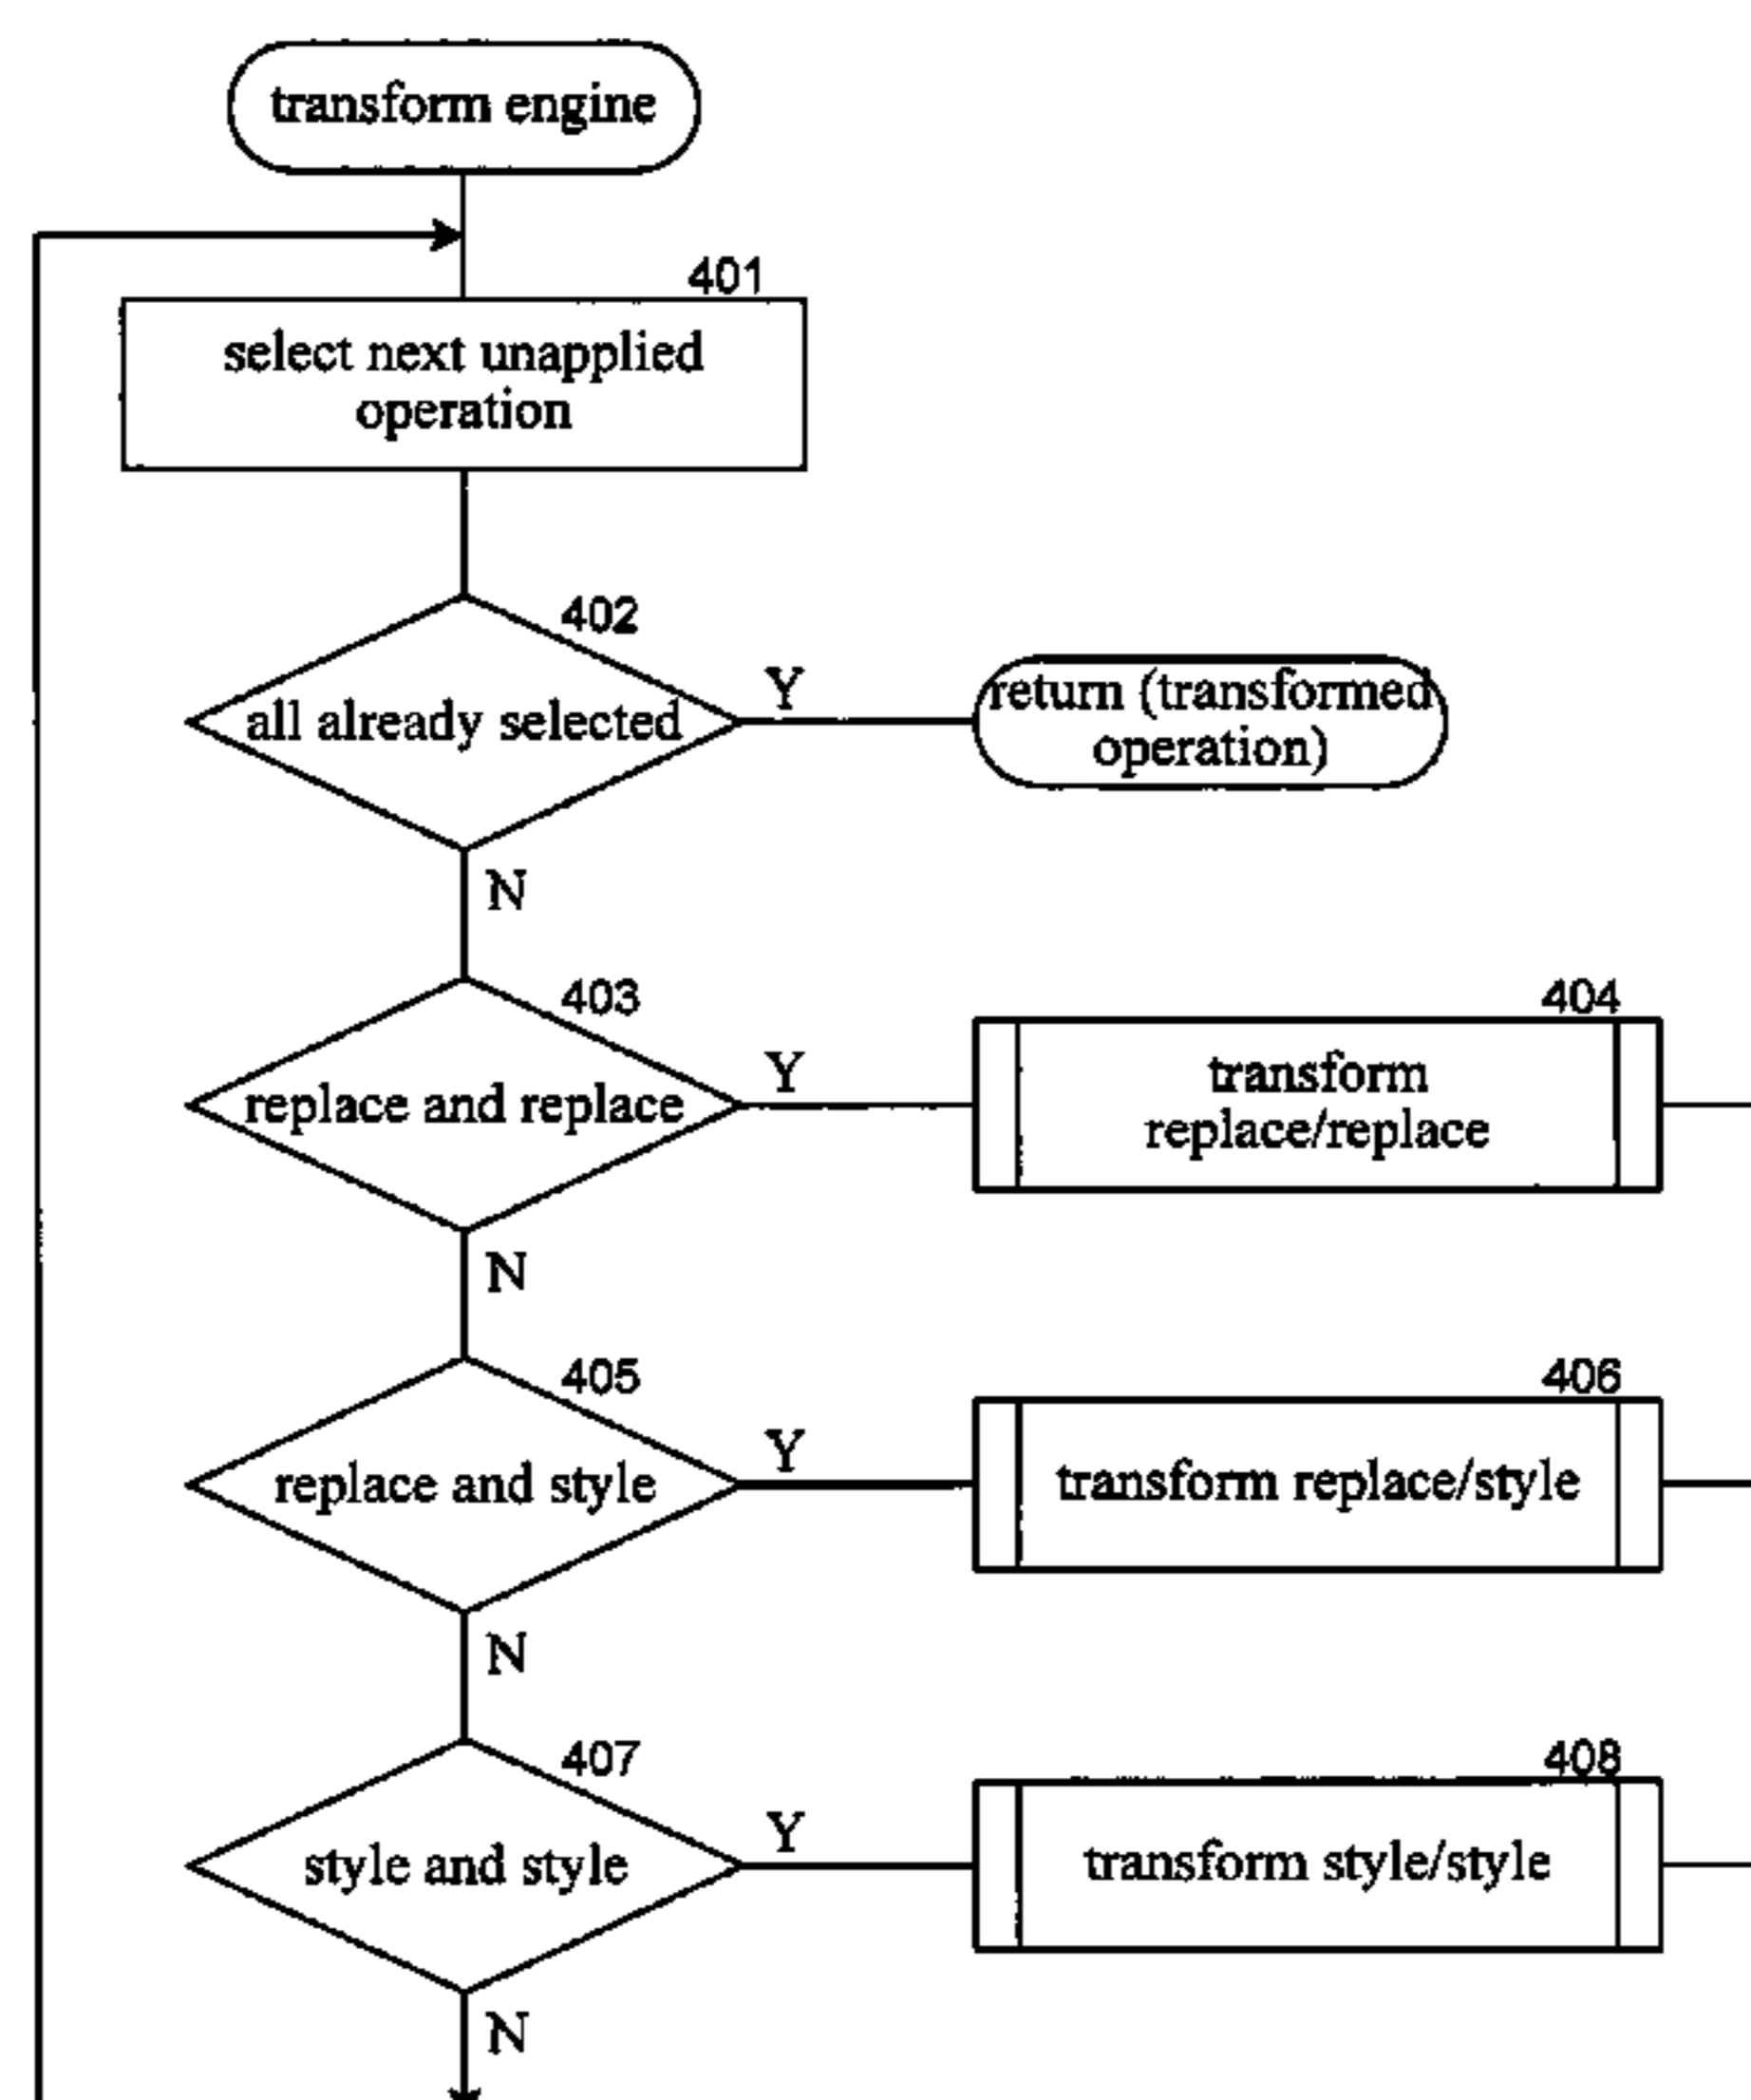 transform engine
401
select next unapplied
operation
402
all already selected
Y
return (transformed
operation)
N
403
replace and replace
Y
404
transform
replace/replace
N
405
replace and style
Y
406
transform replace/style
N
407
style and style
Y
408
transform style/style
N